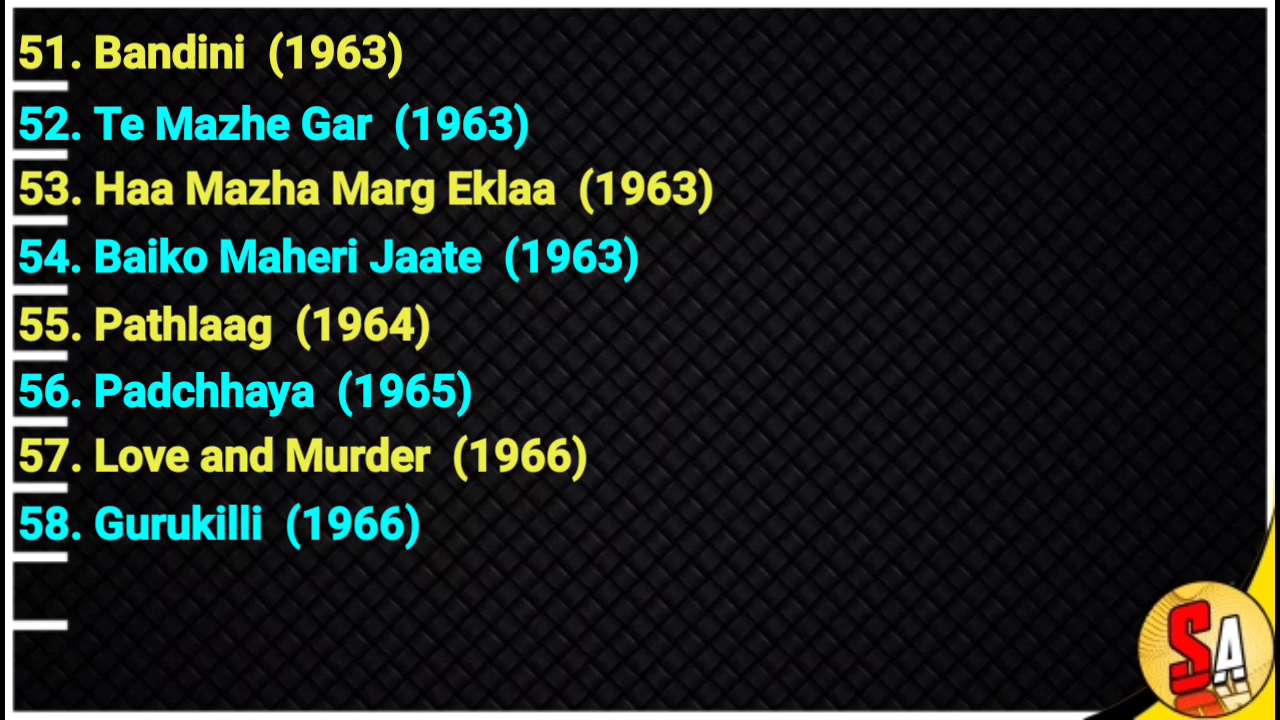 51. Bandini (1963)
52. Te Mazhe Gar (1963)
53. Haa Mazha Marg Eklaa (1963)
54. Baiko Maheri Jaate (1963)
55. Pathlaag (1964)
56. Padchhaya (1965)
57. Love and Murder (1966)
58. Gurukilli (1966)
SA